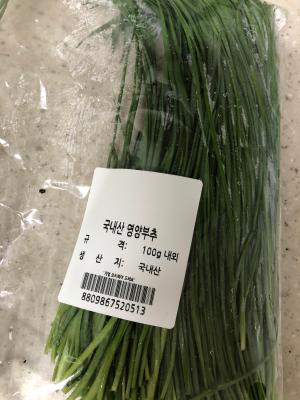 국내산 영양부추
규 격: 100g 내외
생 산 지: 국내산
8809867520513